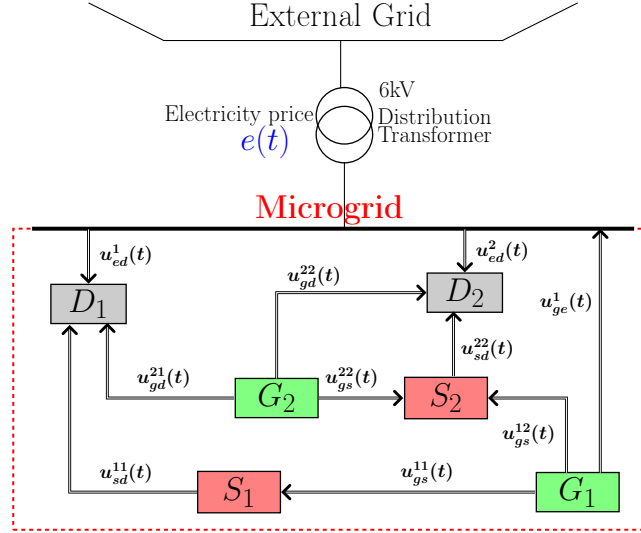 External Grid
6kV
Electricity price
Distribution
e(t)
Transformer
Microgrid
u_{ed}^{1}(t)
u_{gd}^{22}(t)
u_{ed}^{2}(t)
D_1
D_2
u_{ge}^{1}(t)
u_{sd}^{22}(t)
u_{gd}^{21}(t)
u_{gs}^{22}(t)
G_2
S_2
u_{gs}^{12}(t)
u_{sd}^{11}(t)
u_{gs}^{11}(t)
S_1
G_1